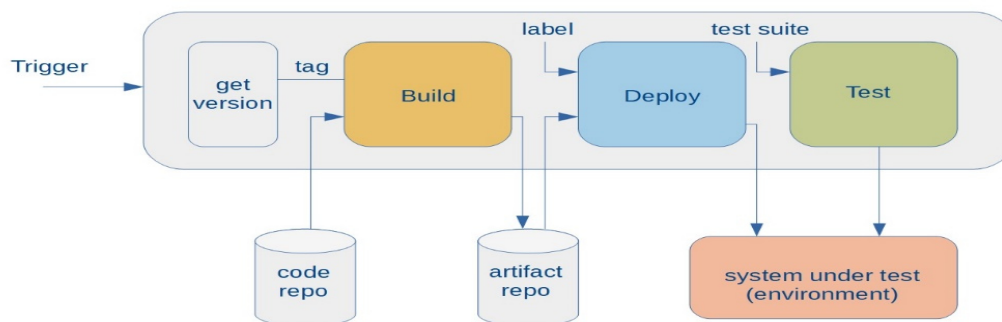 label
test suite
Trigger
get
version
tag
Build
Deploy
Test
code
repo
artifact
repo
system under test
(environment)